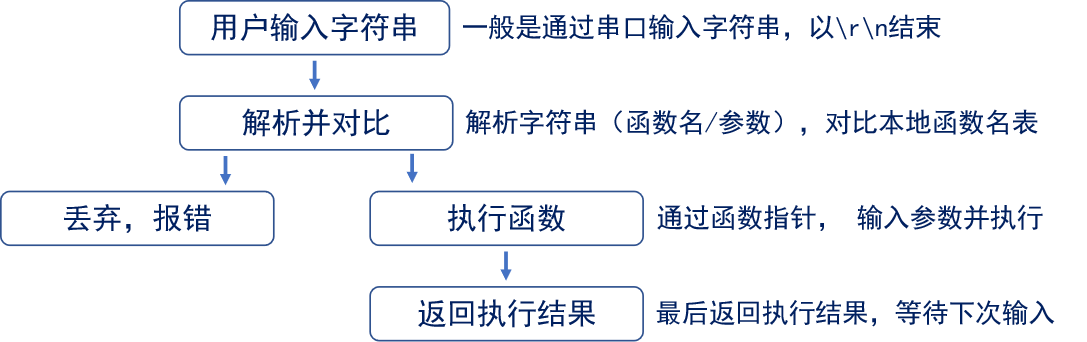 用户输入字符串 一般是通过串口输入字符串，以\r\n结束
解析并对比 解析字符串（函数名/参数），对比本地函数名表
丢弃，报错 执行函数 通过函数指针， 输入参数并执行
返回执行结果 最后返回执行结果，等待下次输入